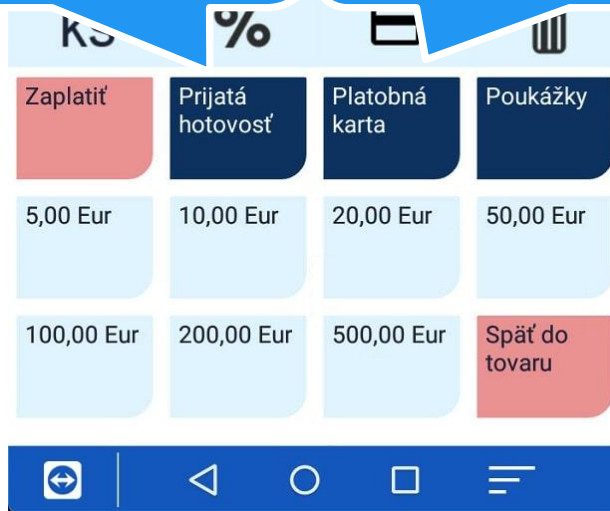 KS %
Zaplatiť Prijatá hotovosť Platobná karta Poukážky
5,00 Eur 10,00 Eur 20,00 Eur 50,00 Eur
100,00 Eur 200,00 Eur 500,00 Eur Späť do tovaru